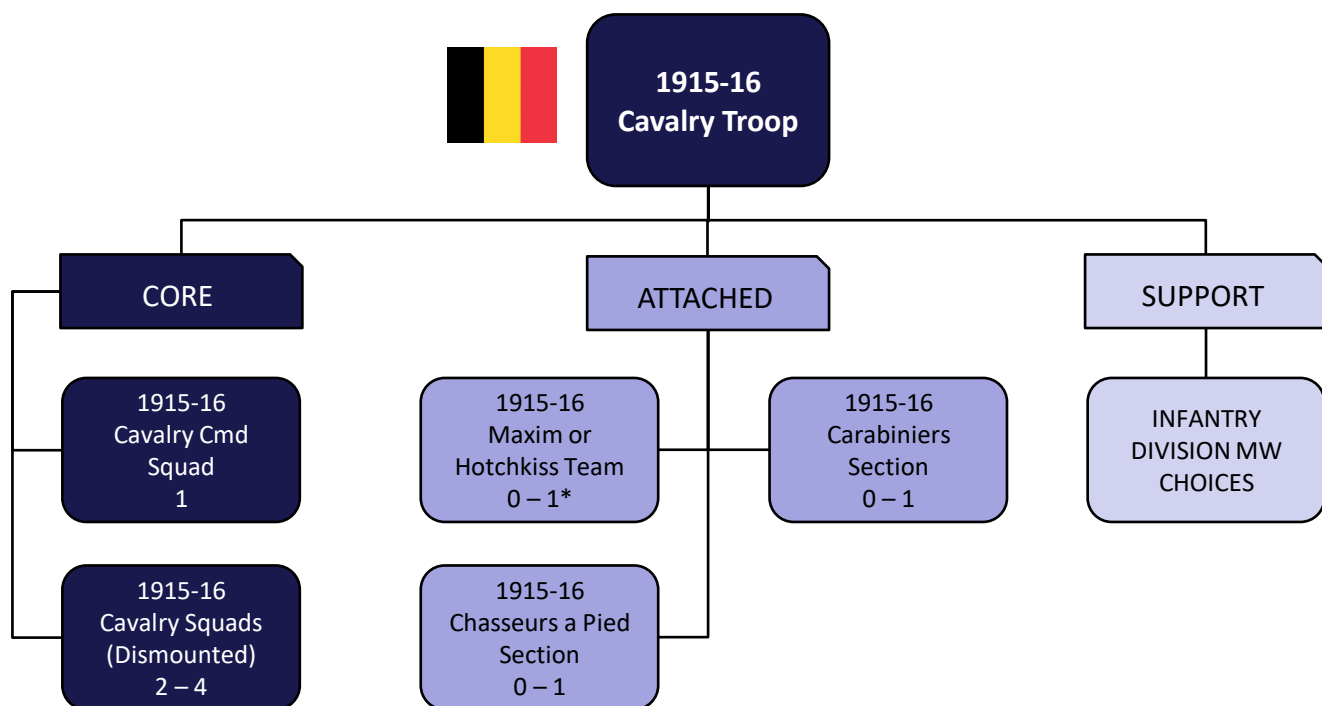 1915-16
Cavalry Troop
CORE
ATTACHED
SUPPORT
1915-16
Cavalry Cmd
Squad
1
1915-16
Maxim or
Hotchkiss Team
0 – 1*
1915-16
Carabiniers
Section
0 – 1
INFANTRY
DIVISION MW
CHOICES
1915-16
Cavalry Squads
(Dismounted)
2 – 4
1915-16
Chasseurs a Pied
Section
0 – 1